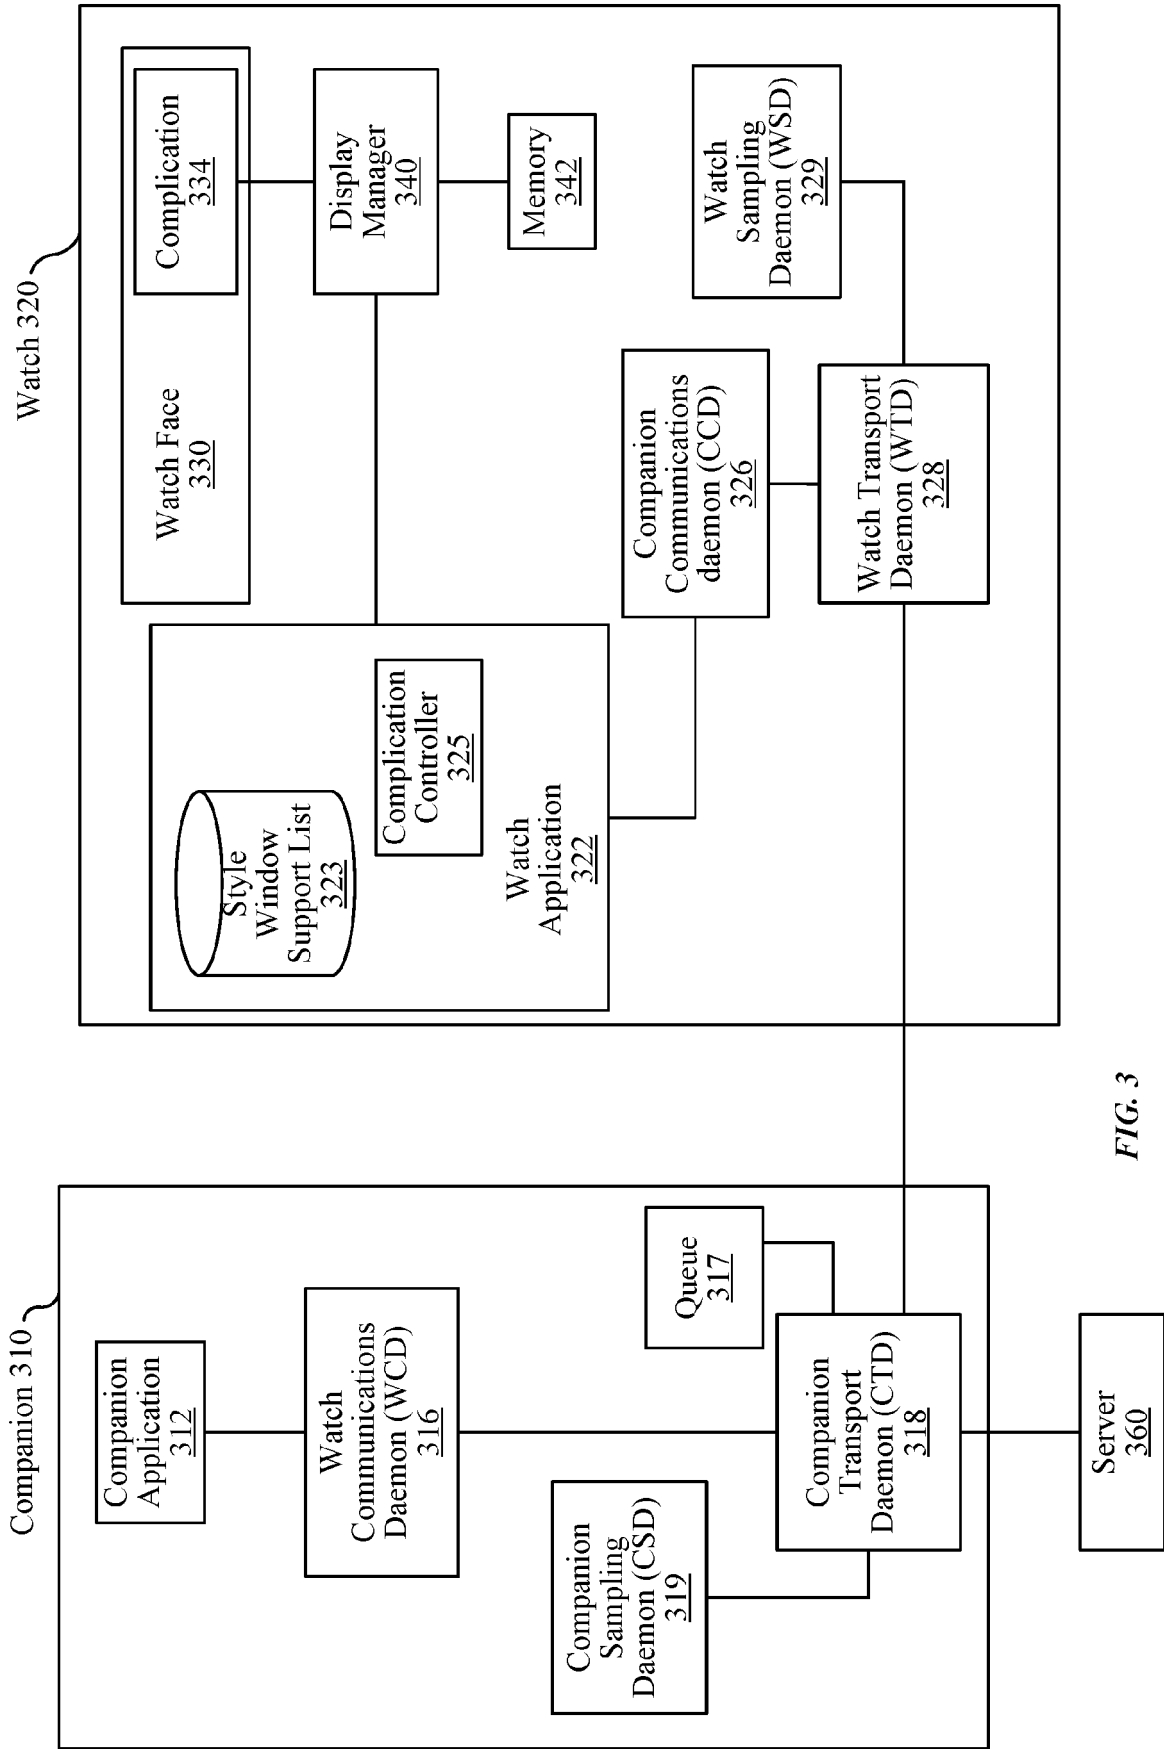 Companion 310
Companion
Application
312
Watch
Communications
Daemon (WCD)
316
Companion
Sampling
Daemon (CSD)
319
Queue
317
Companion
Transport
Daemon (CTD)
318
Server
360
Watch 320
Style
Window
Support List
323
Complication
Controller
325
Watch
Application
322
Watch Face
330
Complication
334
Display
Manager
340
Memory
342
Companion
Communications
daemon (CCD)
326
Watch
Sampling
Daemon (WSD)
329
Watch Transport
Daemon (WTD)
328
FIG. 3